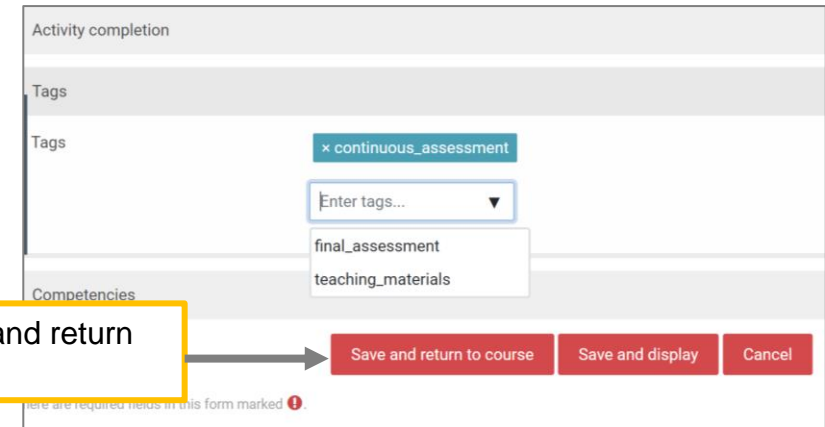 Activity completion
Tags
Tags
× continuous_assessment
Enter tags...
final_assessment
teaching_materials
Competencies
and return
Save and return to course Save and display Cancel
are required fields in this form marked